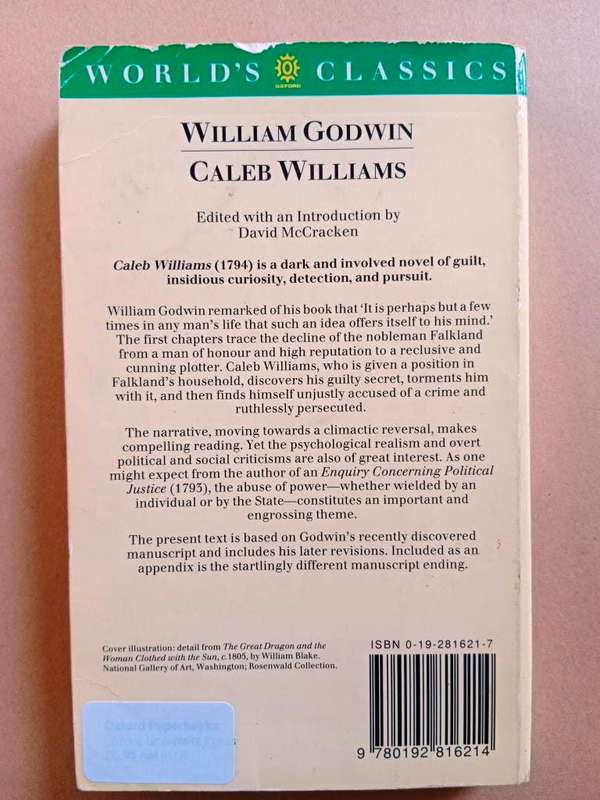 WORLD'S OXFORD CLASSICS
WILLIAM GODWIN
CALEB WILLIAMS
Edited with an Introduction by
David McCracken
Caleb Williams (1794) is a dark and involved novel of guilt,
insidious curiosity, detection, and pursuit.
William Godwin remarked of his book that ‘It is perhaps but a few
times in any man's life that such an idea offers itself to his mind.’
The first chapters trace the decline of the nobleman Falkland
from a man of honour and high reputation to a reclusive and
cunning plotter. Caleb Williams, who is given a position in
Falkland's household, discovers his guilty secret, torments him
with it, and then finds himself unjustly accused of a crime and
ruthlessly persecuted.
The narrative, moving towards a climactic reversal, makes
compelling reading. Yet the psychological realism and overt
political and social criticisms are also of great interest. As one
might expect from the author of an Enquiry Concerning Political
Justice (1793), the abuse of power—whether wielded by an
individual or by the State—constitutes an important and
engrossing theme.
The present text is based on Godwin's recently discovered
manuscript and includes his later revisions. Included as an
appendix is the startlingly different manuscript ending.
Cover illustration: detail from The Great Dragon and the
Woman Clothed with the Sun, c.1805, by William Blake.
National Gallery of Art, Washington; Rosenwald Collection.
ISBN 0-19-281621-7
9 780192 816214
Oxford Paperbacks